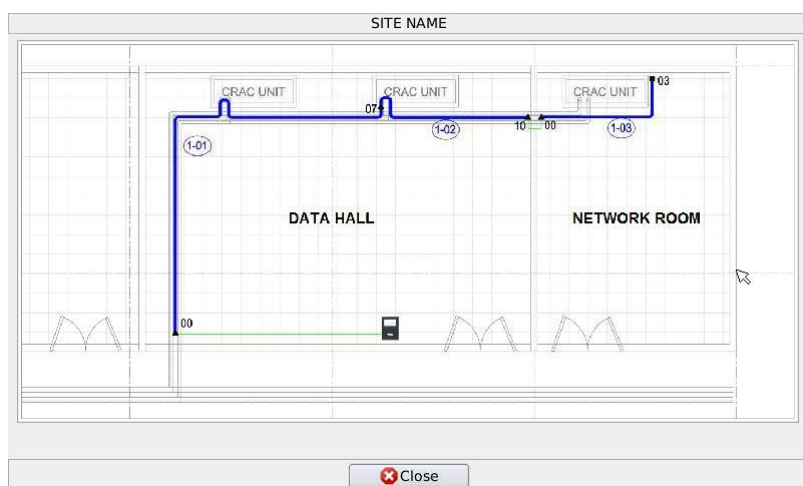 SITE NAME
03
CRAC UNIT CRAC UNIT CRAC UNIT
07
1-02 10 00 1-03
1-01
DATA HALL NETWORK ROOM
00
Close